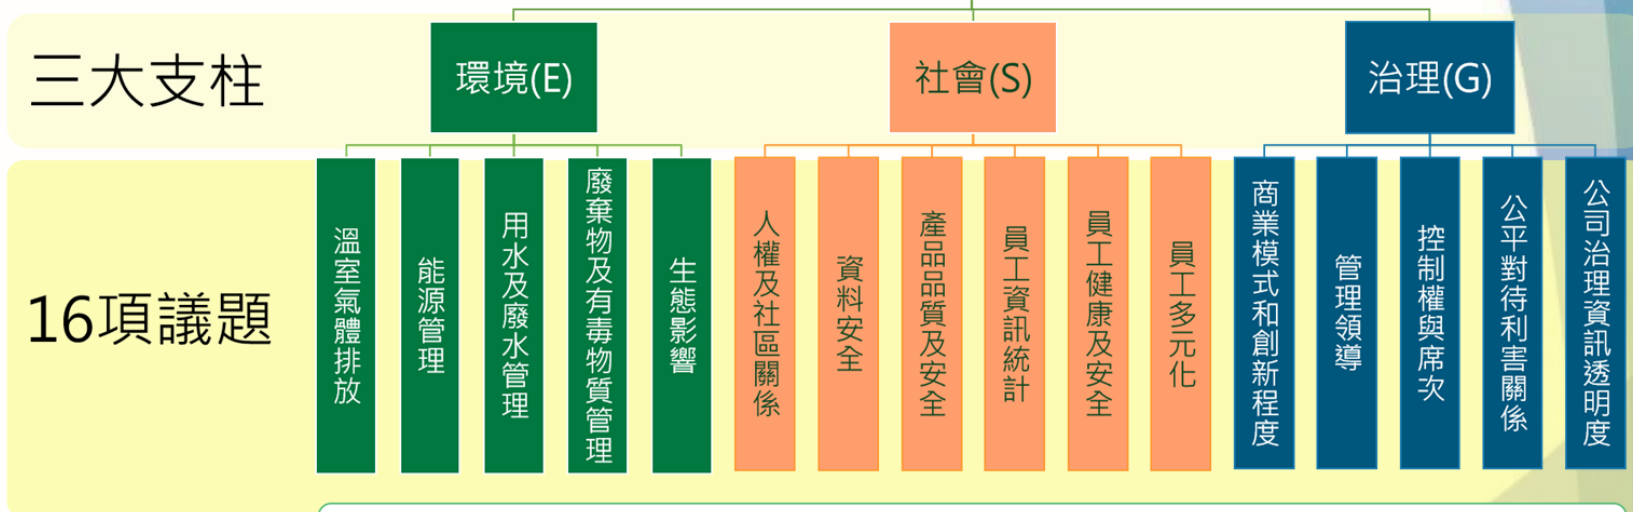 三大支柱
環境(E)
社會(S)
治理(G)
16項議題
溫室氣體排放
能源管理
用水及廢水管理
廢棄物及有毒物質管理
生態影響
人權及社區關係
資料安全
產品品質及安全
員工資訊統計
員工健康及安全
員工多元化
商業模式和創新程度
管理領導
控制權與席次
公平對待利害關係
公司治理資訊透明度